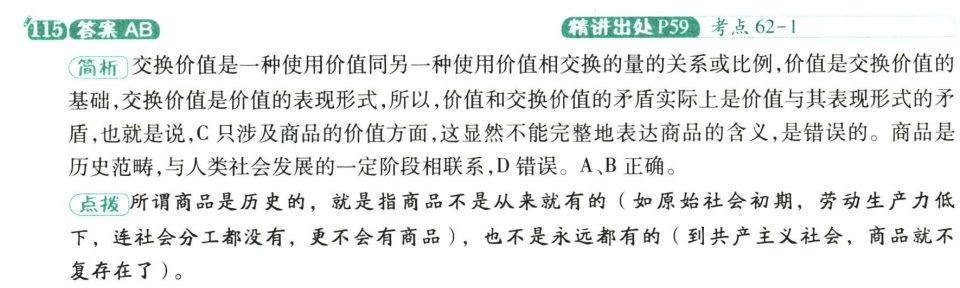 115 答案 AB 精讲出处 P59 考点 62-1
简析 交换价值是一种使用价值同另一种使用价值相交换的量的关系或比例,价值是交换价值的
基础,交换价值是价值的表现形式,所以,价值和交换价值的矛盾实际上是价值与其表现形式的矛
盾,也就是说,C 只涉及商品的价值方面,这显然不能完整地表达商品的含义,是错误的。商品是
历史范畴,与人类社会发展的一定阶段相联系,D 错误。A、B 正确。
点拨 所谓商品是历史的，就是指商品不是从来就有的（如原始社会初期，劳动生产力低
下，连社会分工都没有，更不会有商品），也不是永远都有的（到共产主义社会，商品就不
复存在了）。